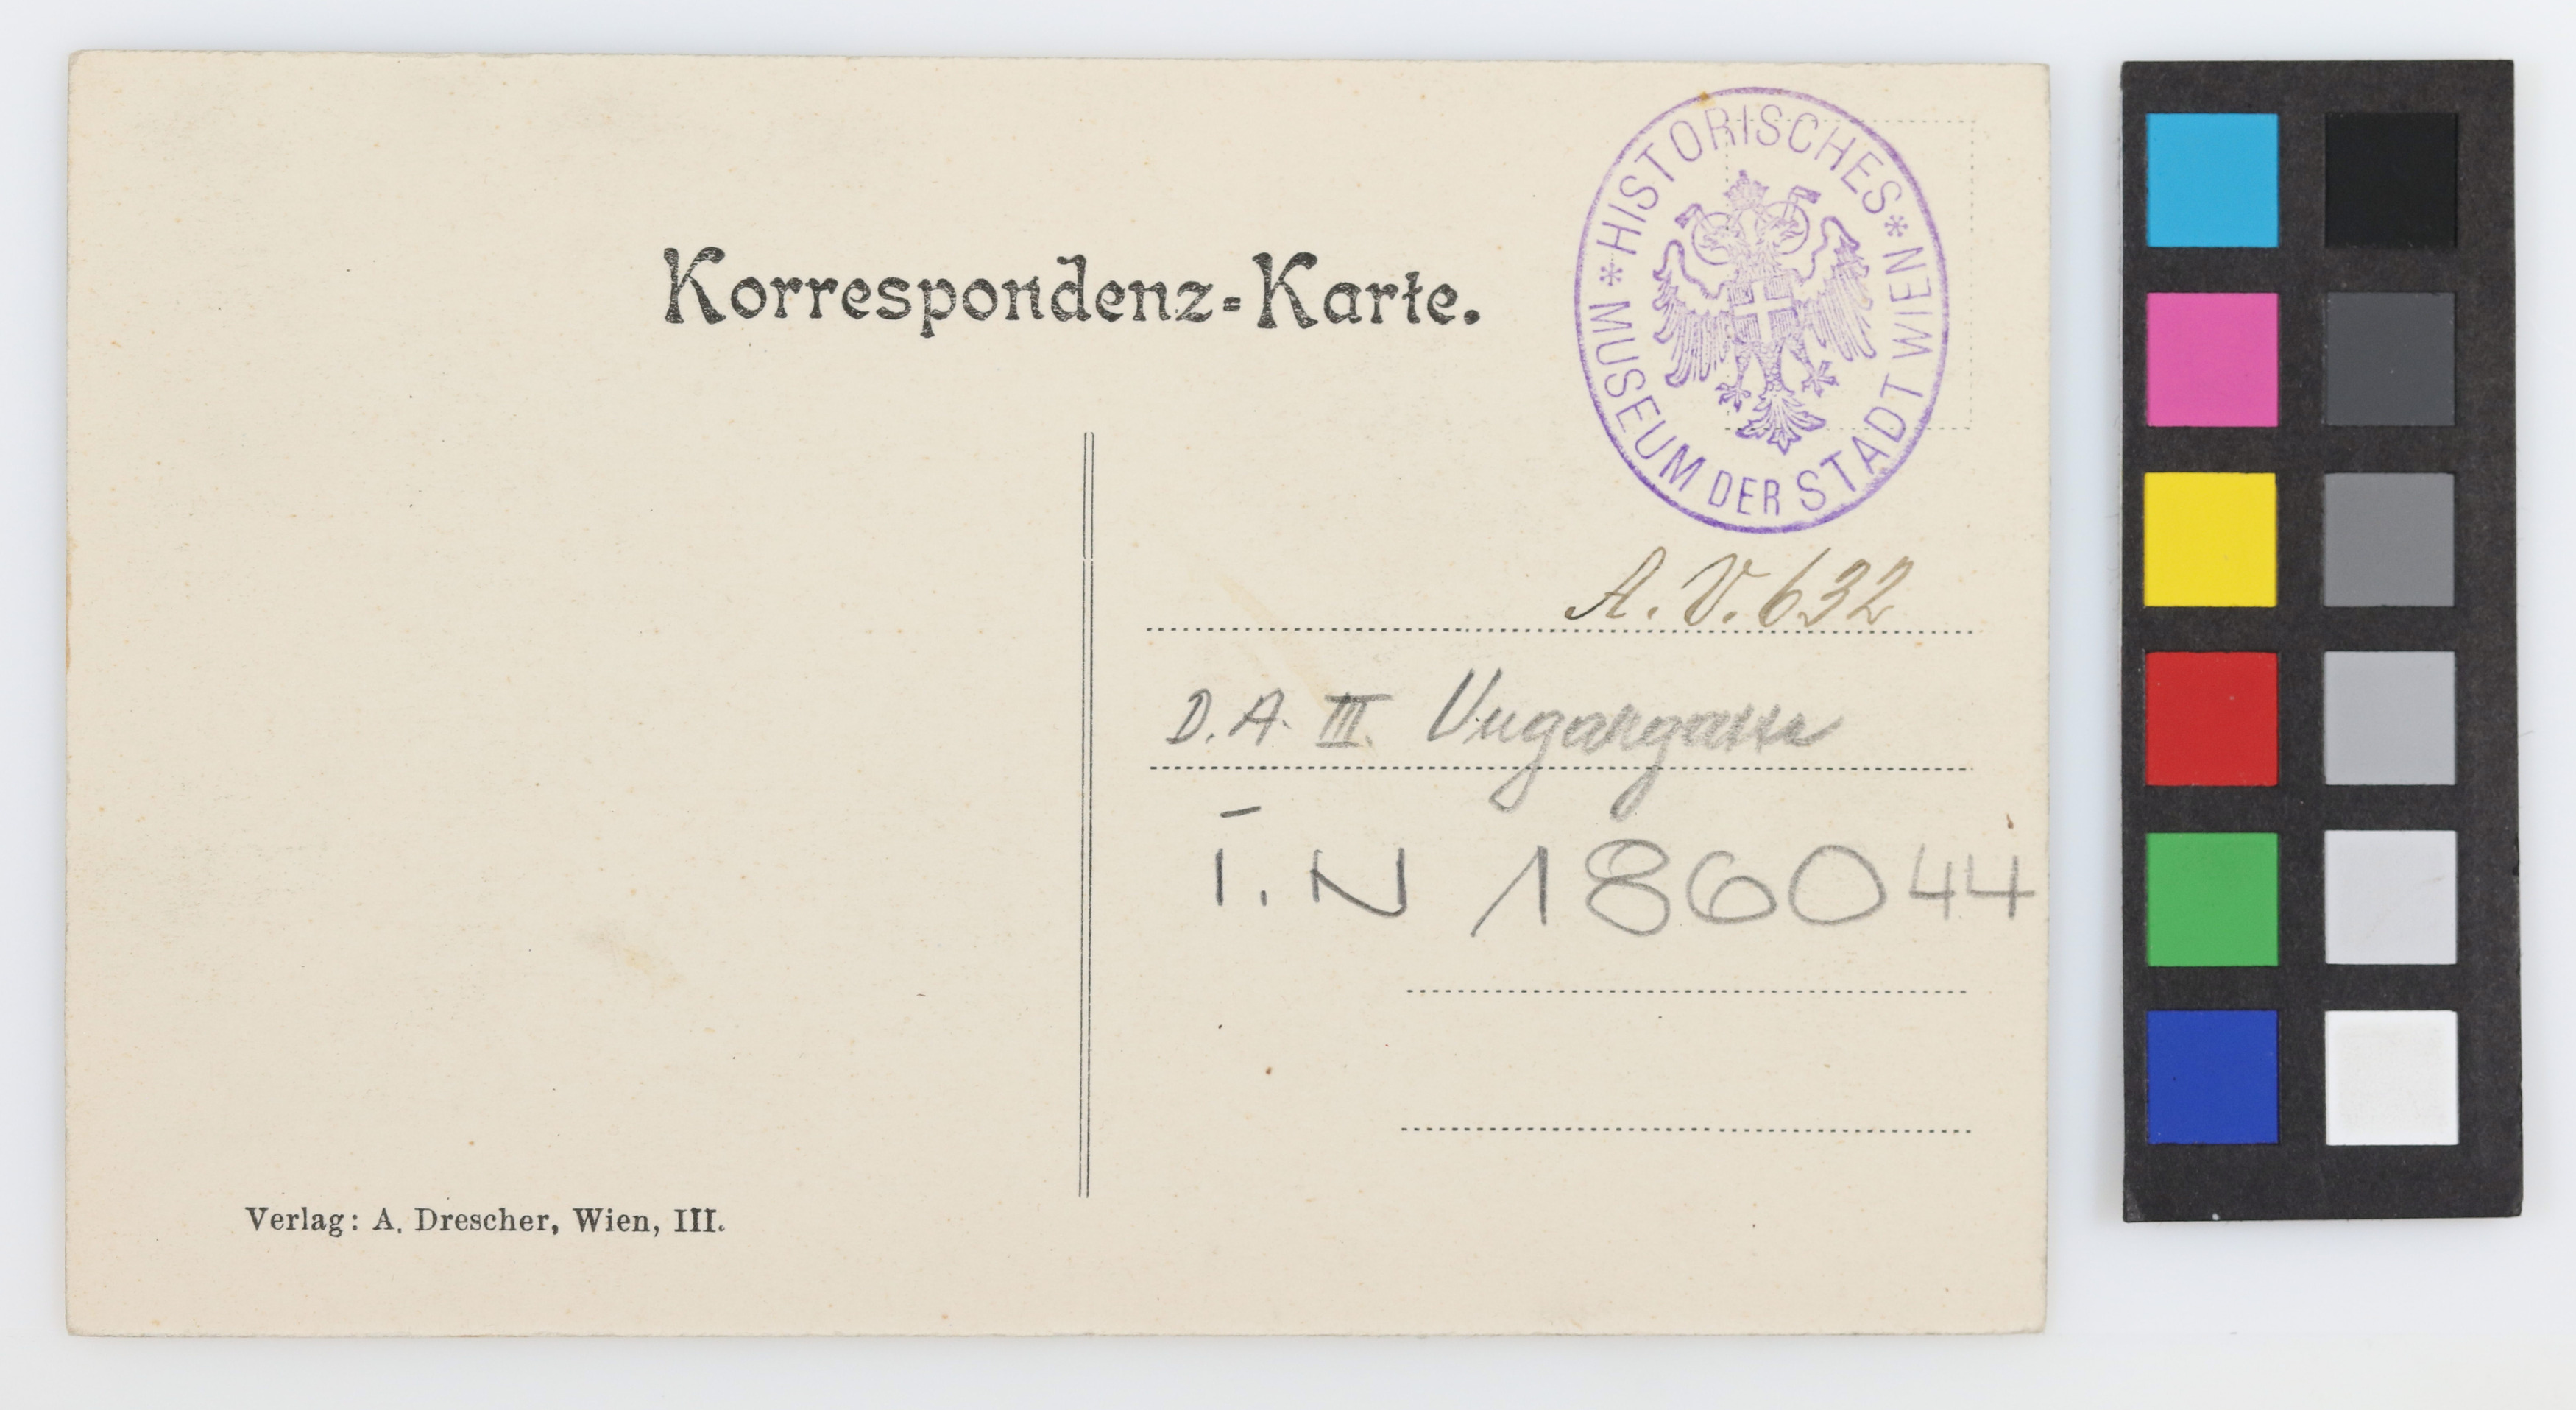 Korrespondenz-Karte.
* HISTORISCHES *
MUSEUM DER STADT WIEN
A. V. 632
D. A. III. Ungargasse
I. N 186044
Verlag: A. Drescher, Wien, III.